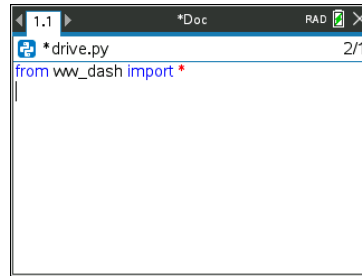 1.1 *Doc RAD
*drive.py 2/1
from ww_dash import *